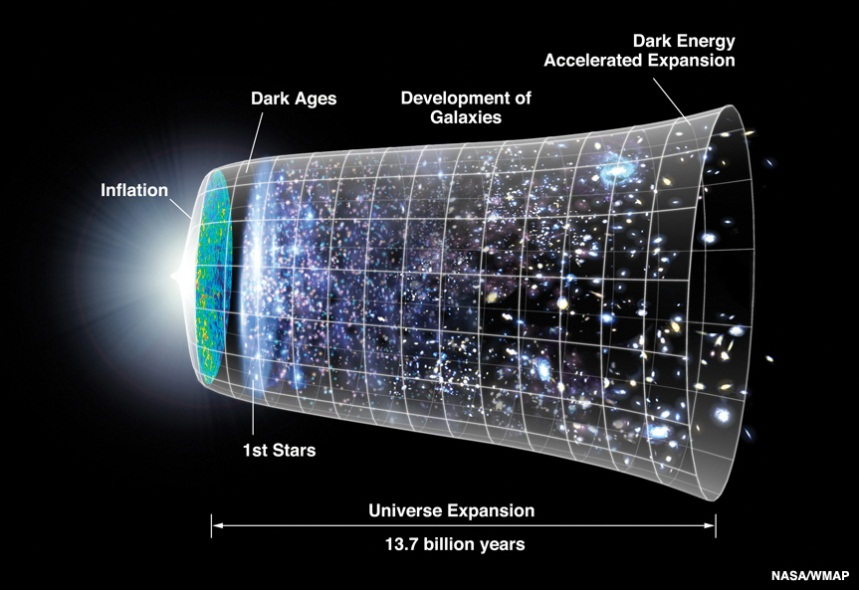 Dark Energy
Accelerated Expansion
Dark Ages
Development of
Galaxies
Inflation
1st Stars
Universe Expansion
13.7 billion years
NASA/WMAP